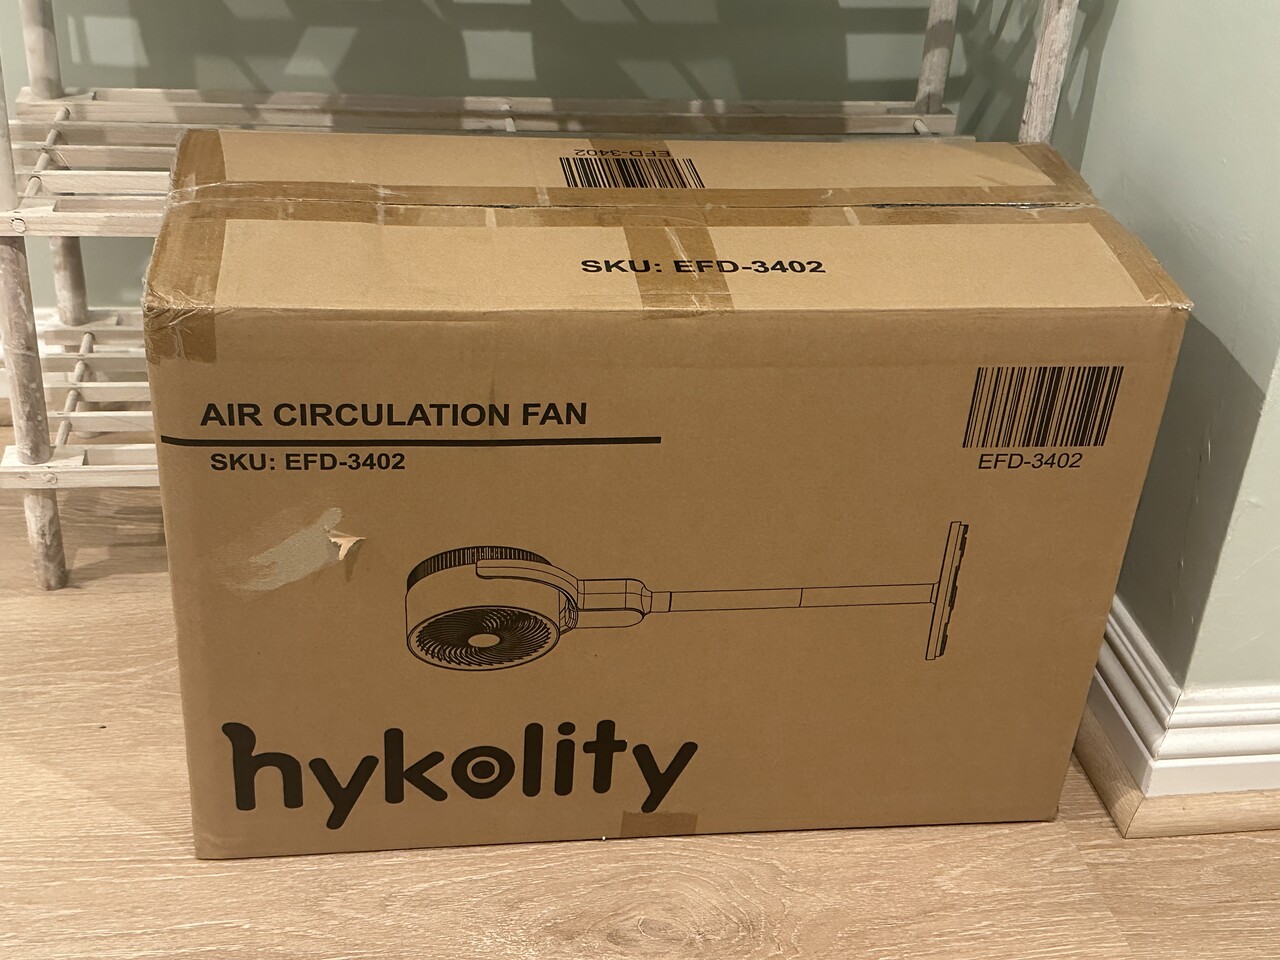 EFD-3402
SKU: EFD-3402
AIR CIRCULATION FAN
SKU: EFD-3402
EFD-3402
hykolity